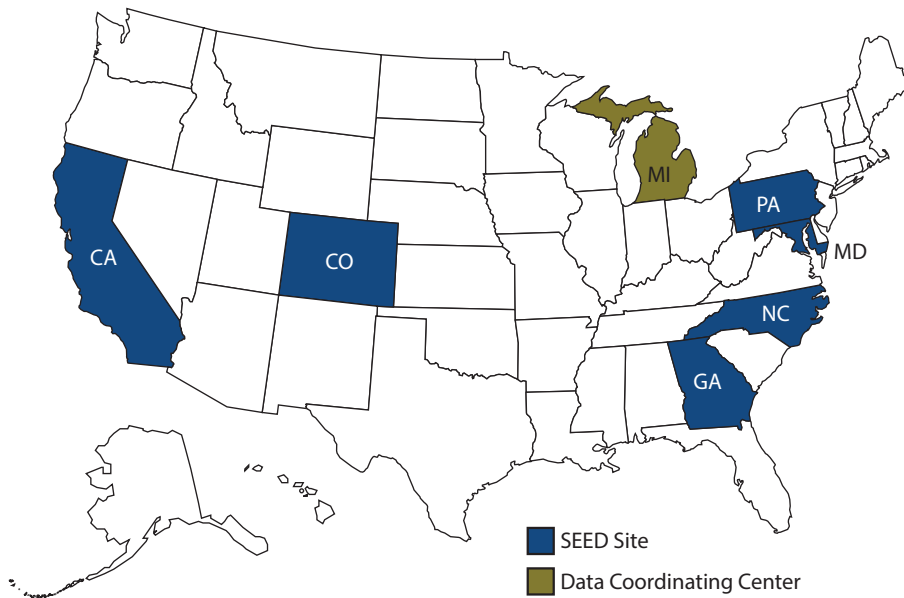 MI
PA
CA
CO
MD
NC
GA
SEED Site
Data Coordinating Center